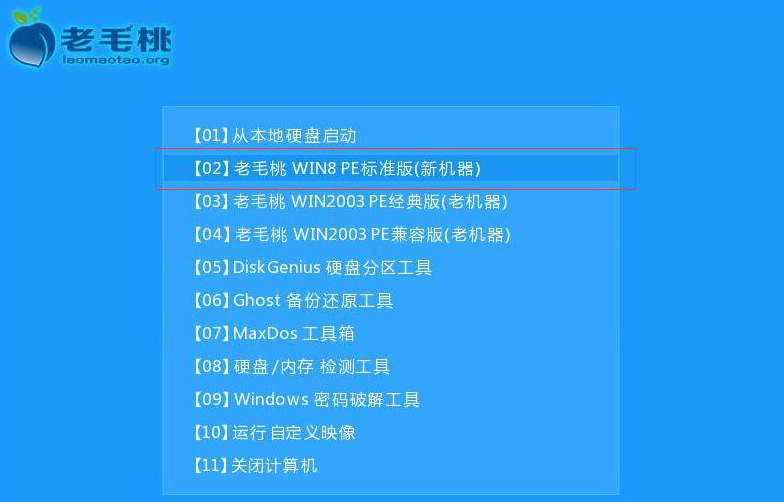 老毛桃
laomaotao.org
【01】从本地硬盘启动
【02】老毛桃 WIN8 PE标准版(新机器)
【03】老毛桃 WIN2003 PE经典版(老机器)
【04】老毛桃 WIN2003 PE兼容版(老机器)
【05】DiskGenius 硬盘分区工具
【06】Ghost 备份还原工具
【07】MaxDos 工具箱
【08】硬盘/内存 检测工具
【09】Windows 密码破解工具
【10】运行自定义映像
【11】关闭计算机